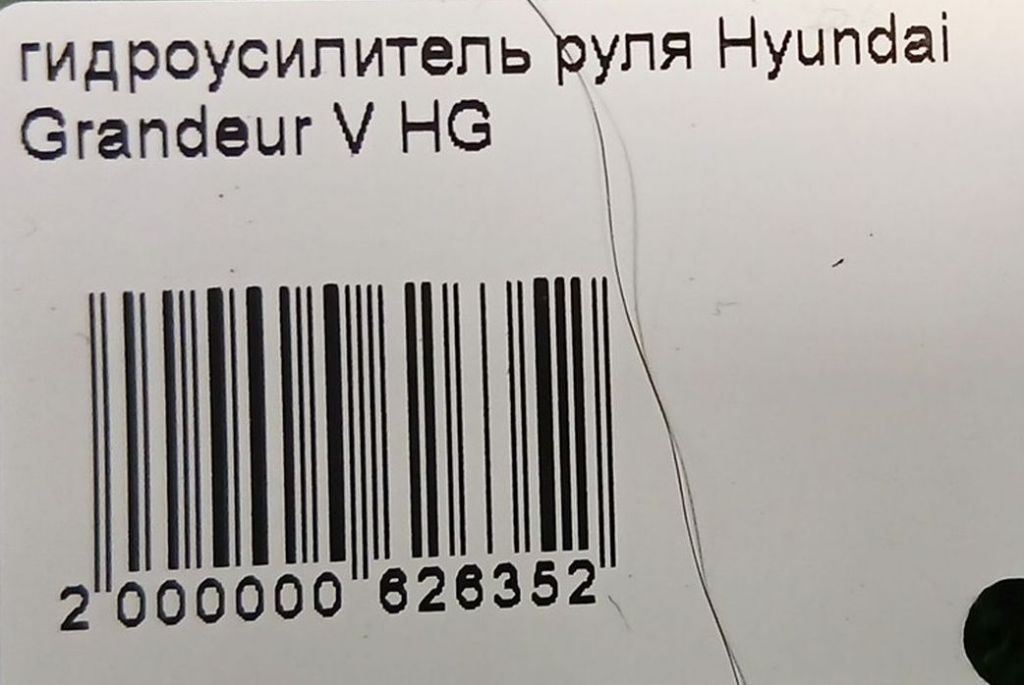 гидроусилитель руля Hyundai
Grandeur V HG
2 000000 626352